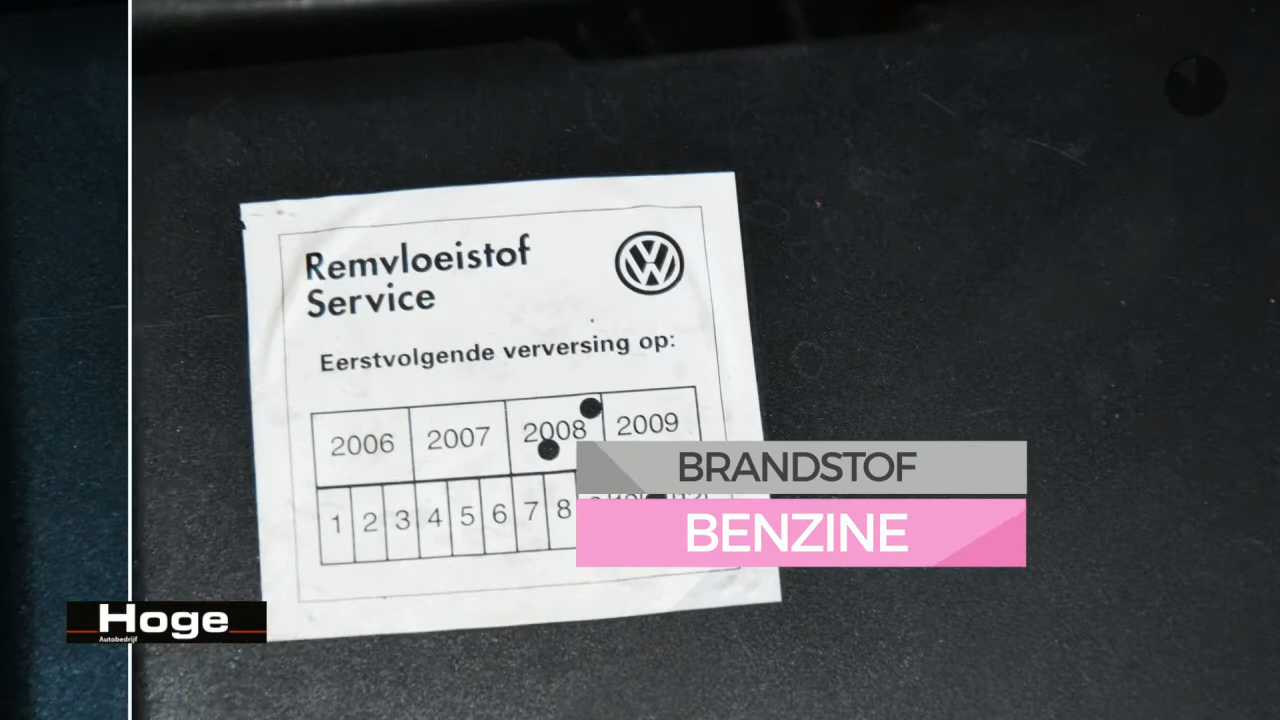 Remvloeistof
Service
Eerstvolgende verversing op:
2006 2007 2008 2009
1 2 3 4 5 6 7 8
BRANDSTOF
BENZINE
Hoge
Autobedrijf